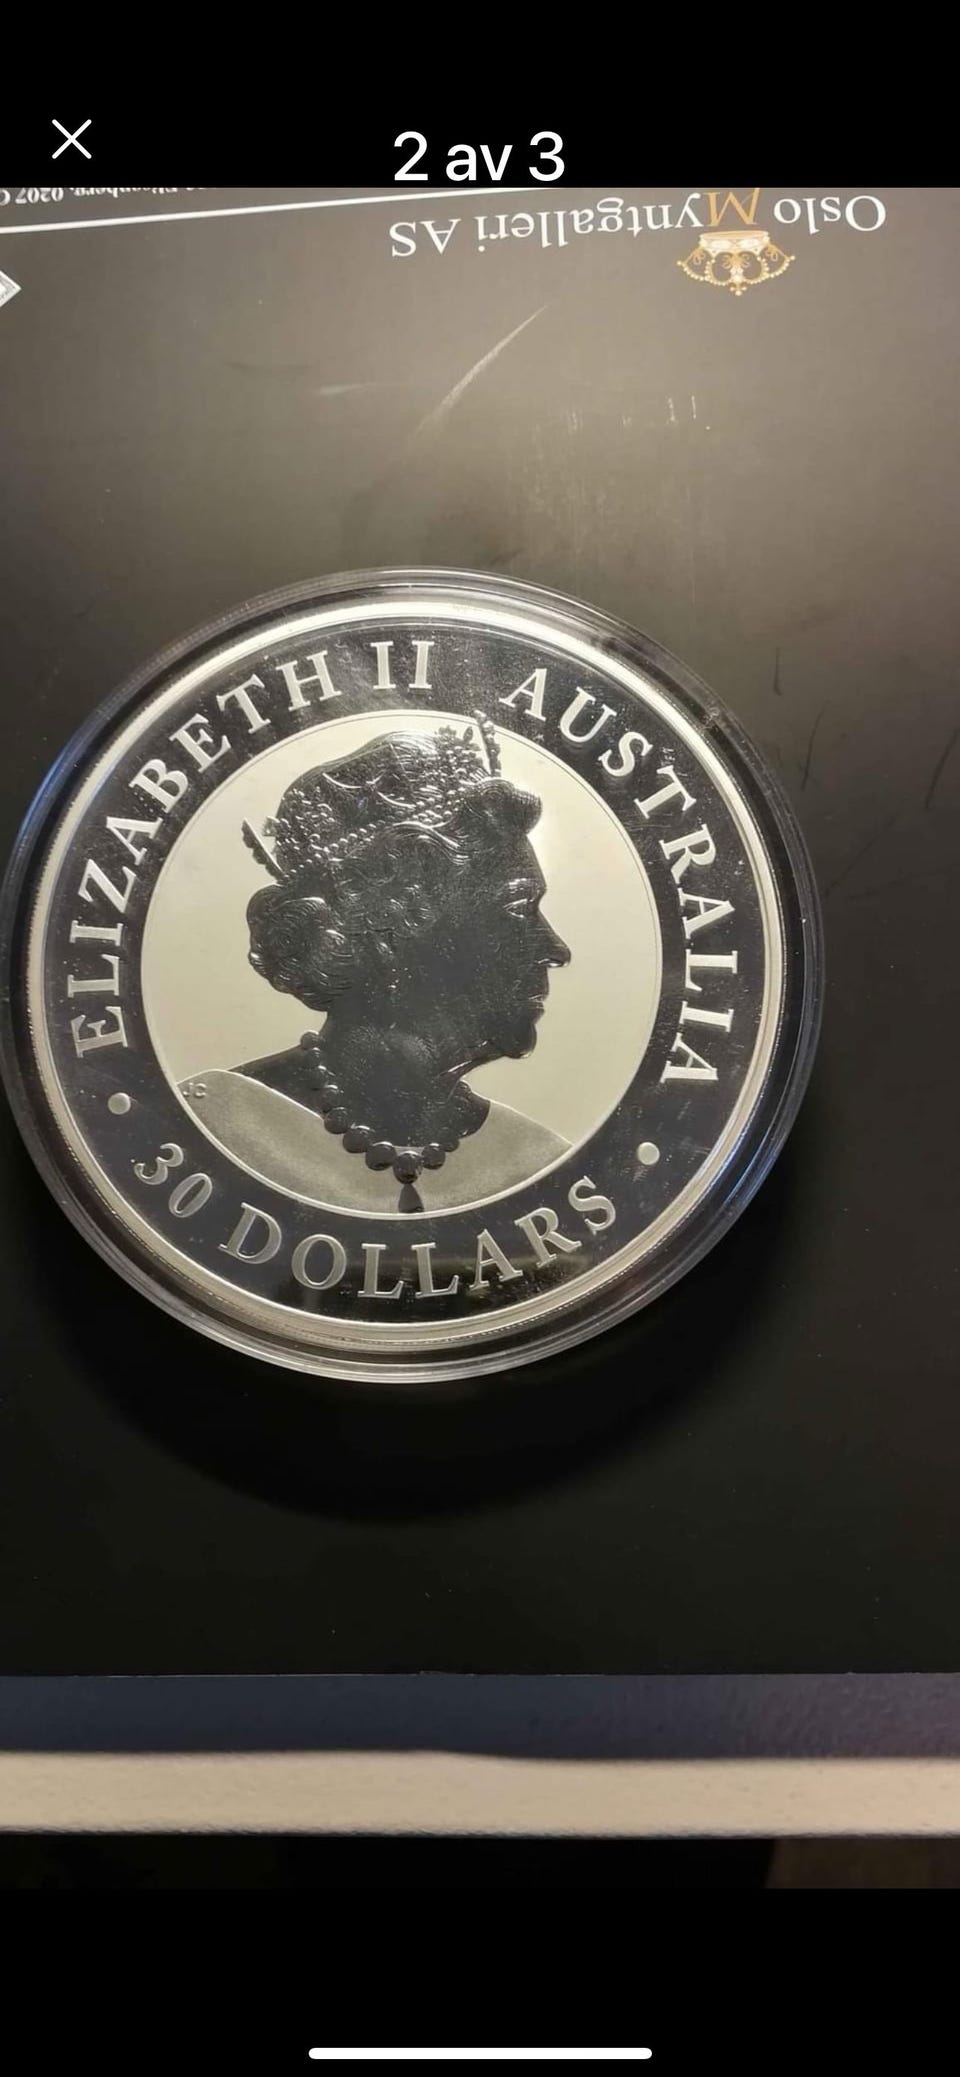 2 av 3
Oslo Myntgalleri AS
ELIZABETH II AUSTRALIA
JC
• 30 DOLLARS •